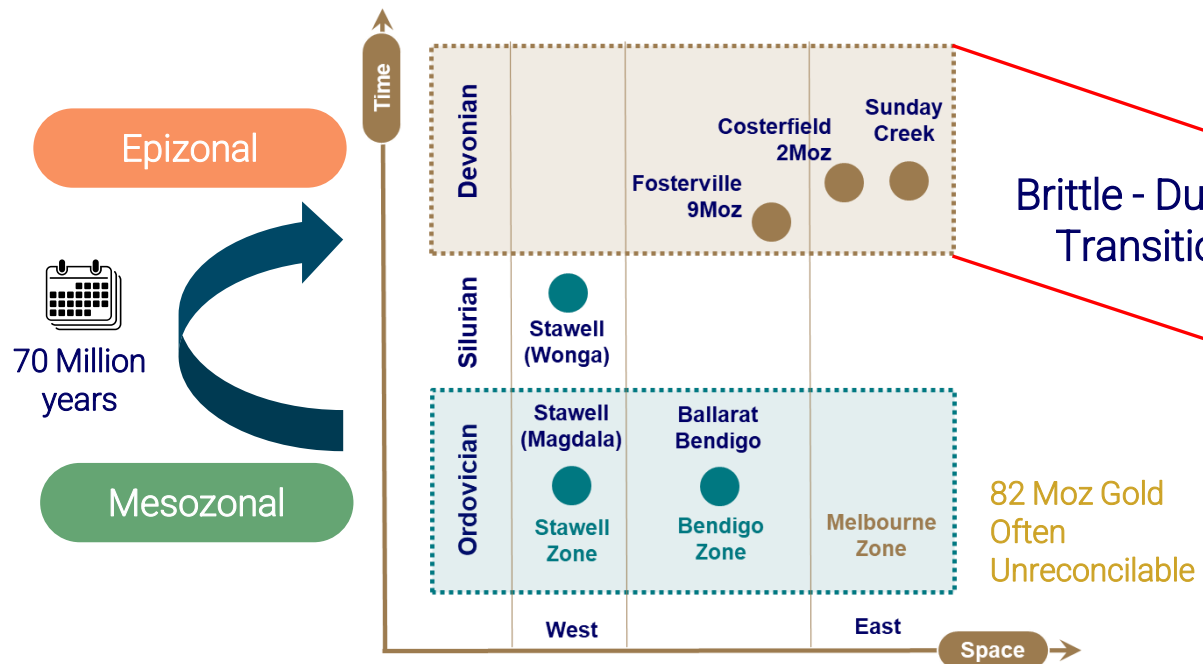 Time
Epizonal
Devonian
Sunday
Creek
Costerfield
2Moz
Fosterville
9Moz
Brittle - Du
Transitio
Silurian
Stawell
(Wonga)
70 Million
years
Mesozonal
Ordovician
Stawell
(Magdala)
Ballarat
Bendigo
Stawell
Zone
Bendigo
Zone
Melbourne
Zone
82 Moz Gold
Often
Unreconcilable
West
East
Space